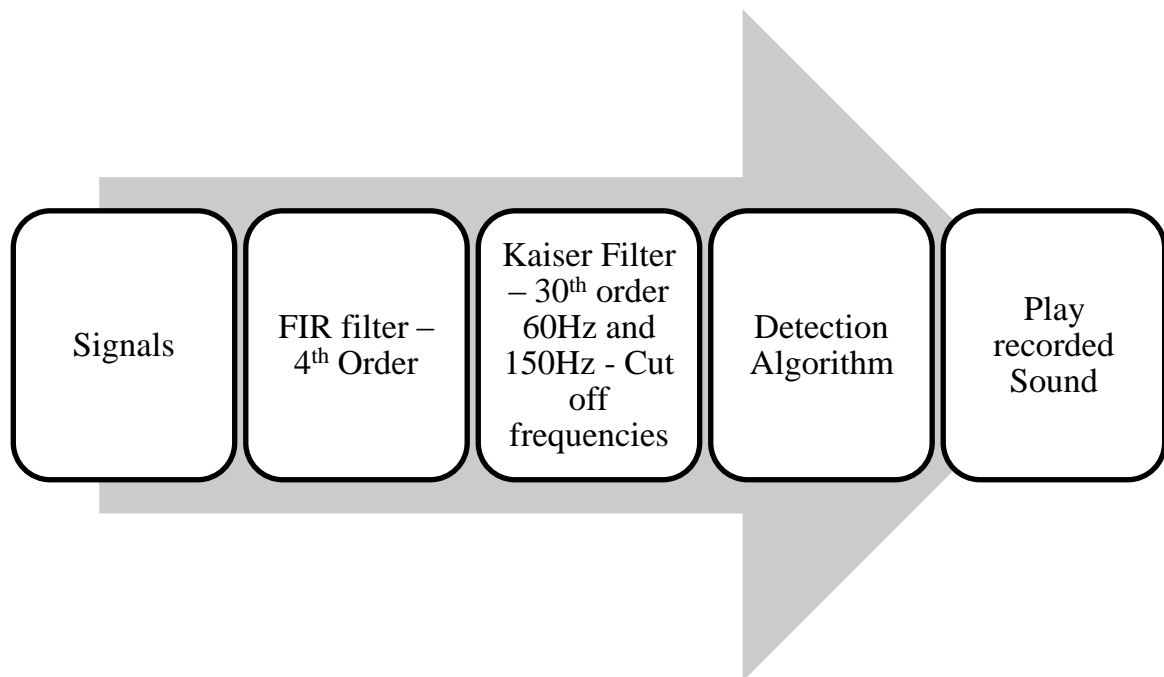 Signals
FIR filter –
4th Order
Kaiser Filter
– 30th order
60Hz and
150Hz - Cut
off
frequencies
Detection
Algorithm
Play
recorded
Sound